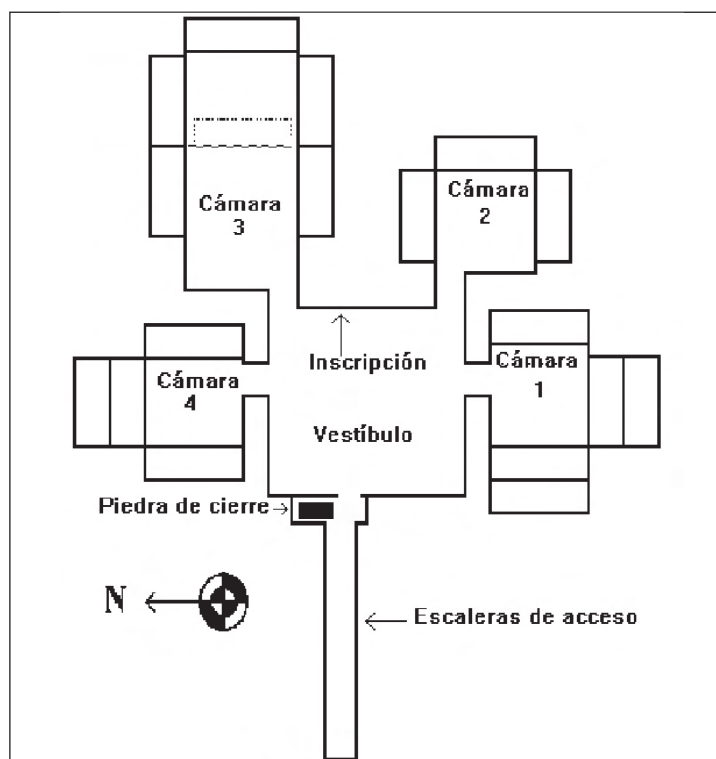 Cámara
3
Cámara
2
Inscripción
Cámara
4
Cámara
1
Vestíbulo
Piedra de cierre
N
Escaleras de acceso